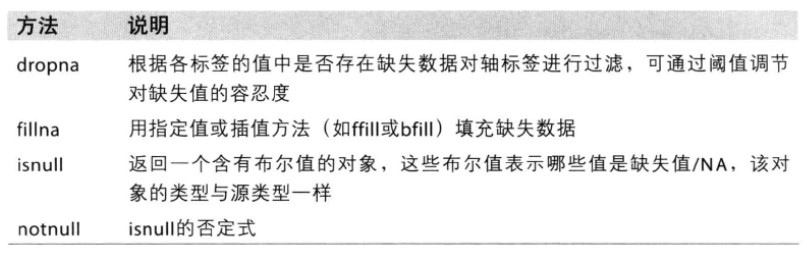 方法 说明
dropna 根据各标签的值中是否存在缺失数据对轴标签进行过滤，可通过阈值调节
对缺失值的容忍度
fillna 用指定值或插值方法（如ffill或bfill）填充缺失数据
isnull 返回一个含有布尔值的对象，这些布尔值表示哪些值是缺失值/NA，该对
象的类型与源类型一样
notnull isnull的否定式